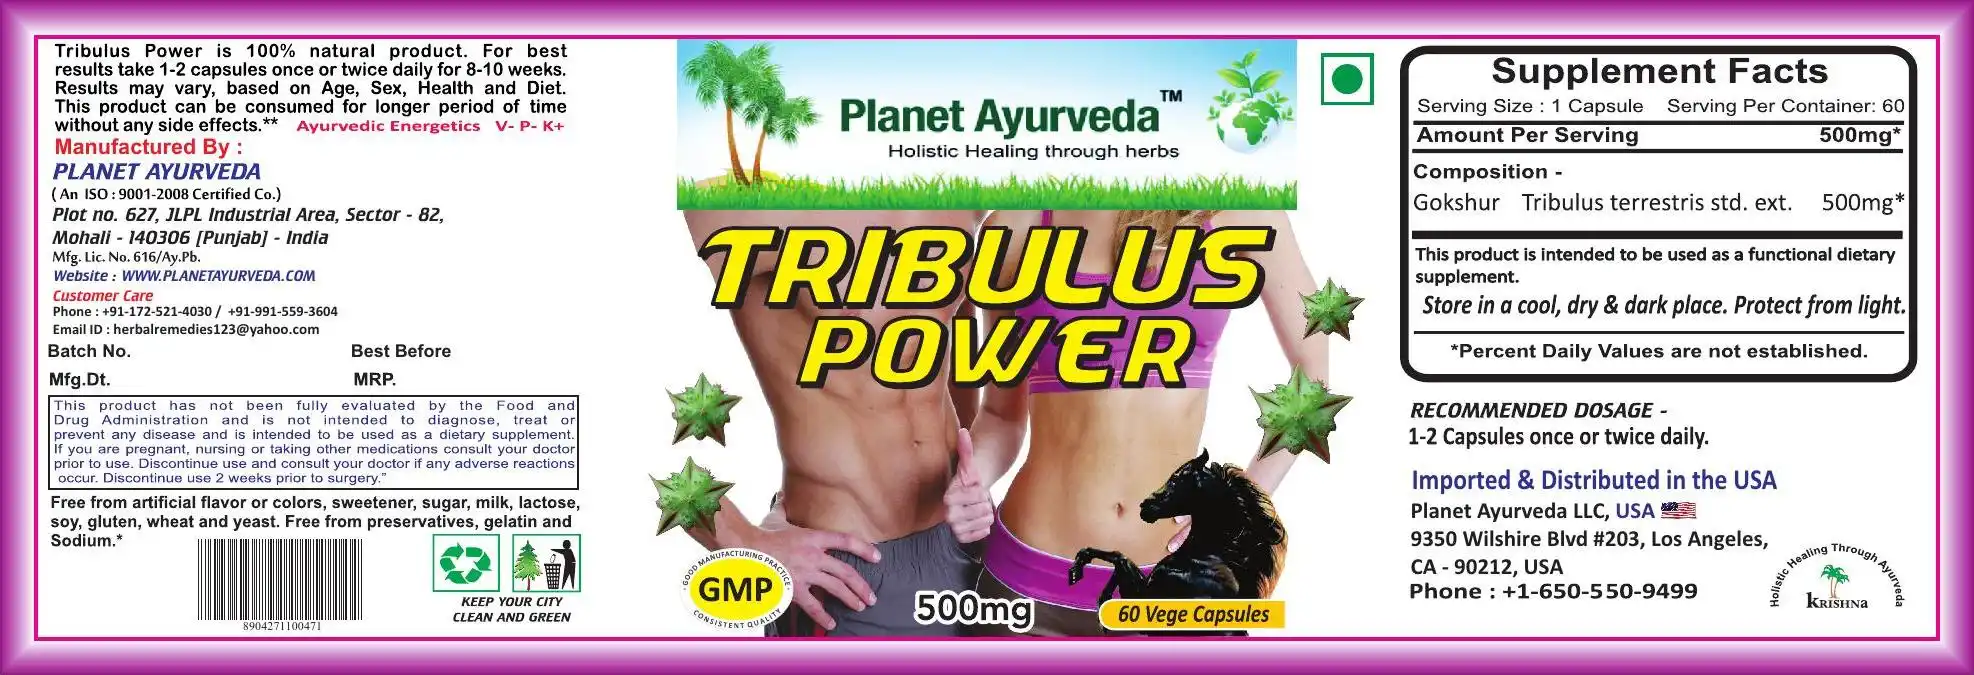 Tribulus Power is 100% natural product. For best
results take 1-2 capsules once or twice daily for 8-10 weeks.
Results may vary, based on Age, Sex, Health and Diet.
This product can be consumed for longer period of time
without any side effects.** Ayurvedic Energetics V- P- K+
Manufactured By :
PLANET AYURVEDA
( An ISO : 9001-2008 Certified Co.)
Plot no. 627, JLPL Industrial Area, Sector - 82,
Mohali - 140306 [Punjab] - India
Mfg. Lic. No. 616/Ay.Pb.
Website : WWW.PLANETAYURVEDA.COM
Customer Care
Phone : +91-172-521-4030 / +91-991-559-3604
Email ID : herbalremedies123@yahoo.com
Batch No. Best Before
Mfg.Dt. MRP.
This product has not been fully evaluated by the Food and
Drug Administration and is not intended to diagnose, treat or
prevent any disease and is intended to be used as a dietary supplement.
If you are pregnant, nursing or taking other medications consult your doctor
prior to use. Discontinue use and consult your doctor if any adverse reactions
occur. Discontinue use 2 weeks prior to surgery.”
Free from artificial flavor or colors, sweetener, sugar, milk, lactose,
soy, gluten, wheat and yeast. Free from preservatives, gelatin and
Sodium.*
8904271100471
KEEP YOUR CITY
CLEAN AND GREEN
Planet Ayurveda™
Holistic Healing through herbs
TRIBULUS
POWER
GOOD MANUFACTURING PRACTICE
GMP
CONSISTENT QUALITY
500mg
60 Vege Capsules
Supplement Facts
Serving Size : 1 Capsule Serving Per Container: 60
Amount Per Serving 500mg*
Composition -
Gokshur Tribulus terrestris std. ext. 500mg*
This product is intended to be used as a functional dietary
supplement.
Store in a cool, dry & dark place. Protect from light.
*Percent Daily Values are not established.
RECOMMENDED DOSAGE -
1-2 Capsules once or twice daily.
Imported & Distributed in the USA
Planet Ayurveda LLC, USA
9350 Wilshire Blvd #203, Los Angeles,
CA - 90212, USA
Phone : +1-650-550-9499
Holistic Healing Through Ayurveda
KRISHNA